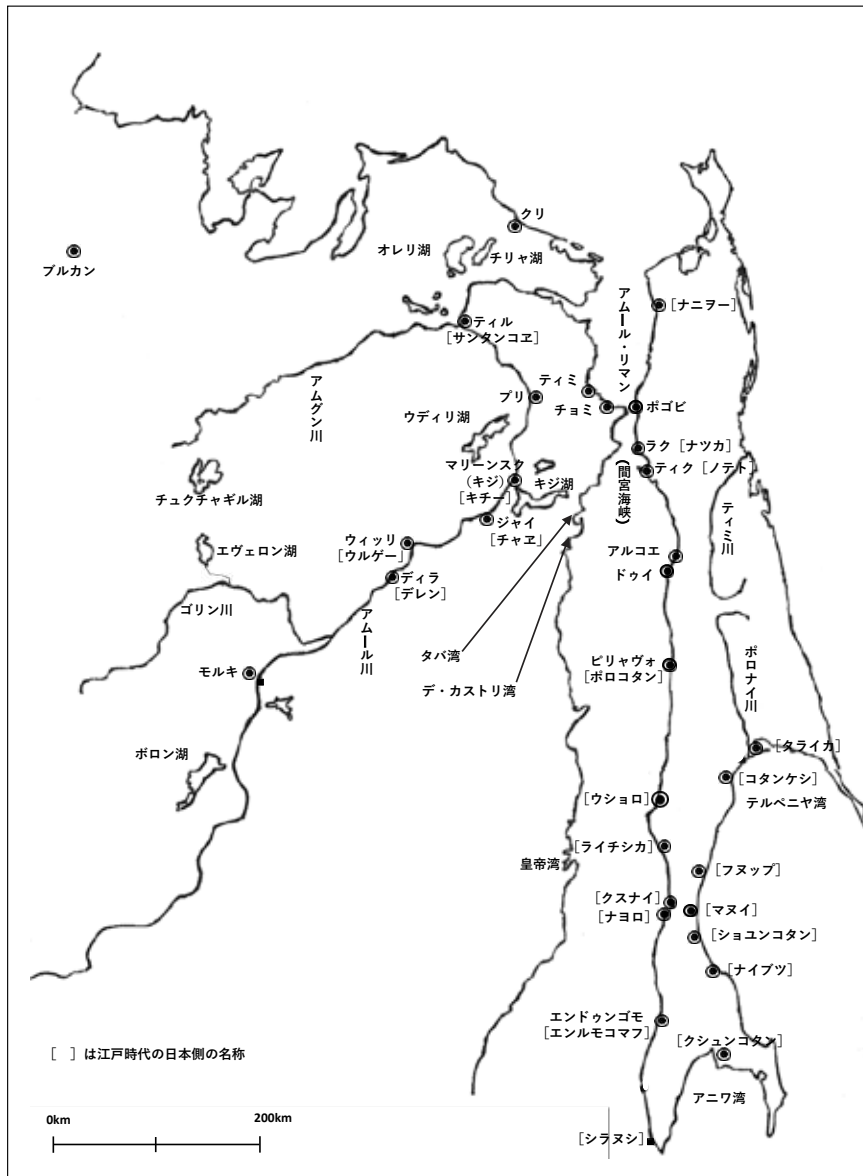 クリ
オレリ湖
チリャ湖
ブルカン
アムール・リマン
［ナニヲー］
ティル
［サンタンコヱ］
アムグン川
プリ
ティミ
チョミ
ポゴビ
ウディリ湖
ラク［ナツカ］
（間宮海峡）
ティク［ノテト］
マリーンスク
（キジ）
［キチー］
キジ湖
チュクチャギル湖
ジャイ
［チャヱ］
ティミ川
ウィッリ
［ウルゲー］
エヴェロン湖
アルコエ
ドゥイ
ディラ
［デレン］
ゴリン川
アムール川
タバ湾
デ・カストリ湾
ピリャヴォ
［ポロコタン］
モルキ
ポロナイ川
ボロン湖
［タライカ］
［コタンケシ］
テルペニヤ湾
［ウショロ］
［ライチシカ］
皇帝湾
［フヌップ］
［クスナイ］
［ナヨロ］
［マヌイ］
［ショユンコタン］
［ナイブツ］
エンドゥンゴモ
［エンルモコマフ］
［クシュンコタン］
［　］は江戸時代の日本側の名称
アニワ湾
0km
200km
［シラヌシ］